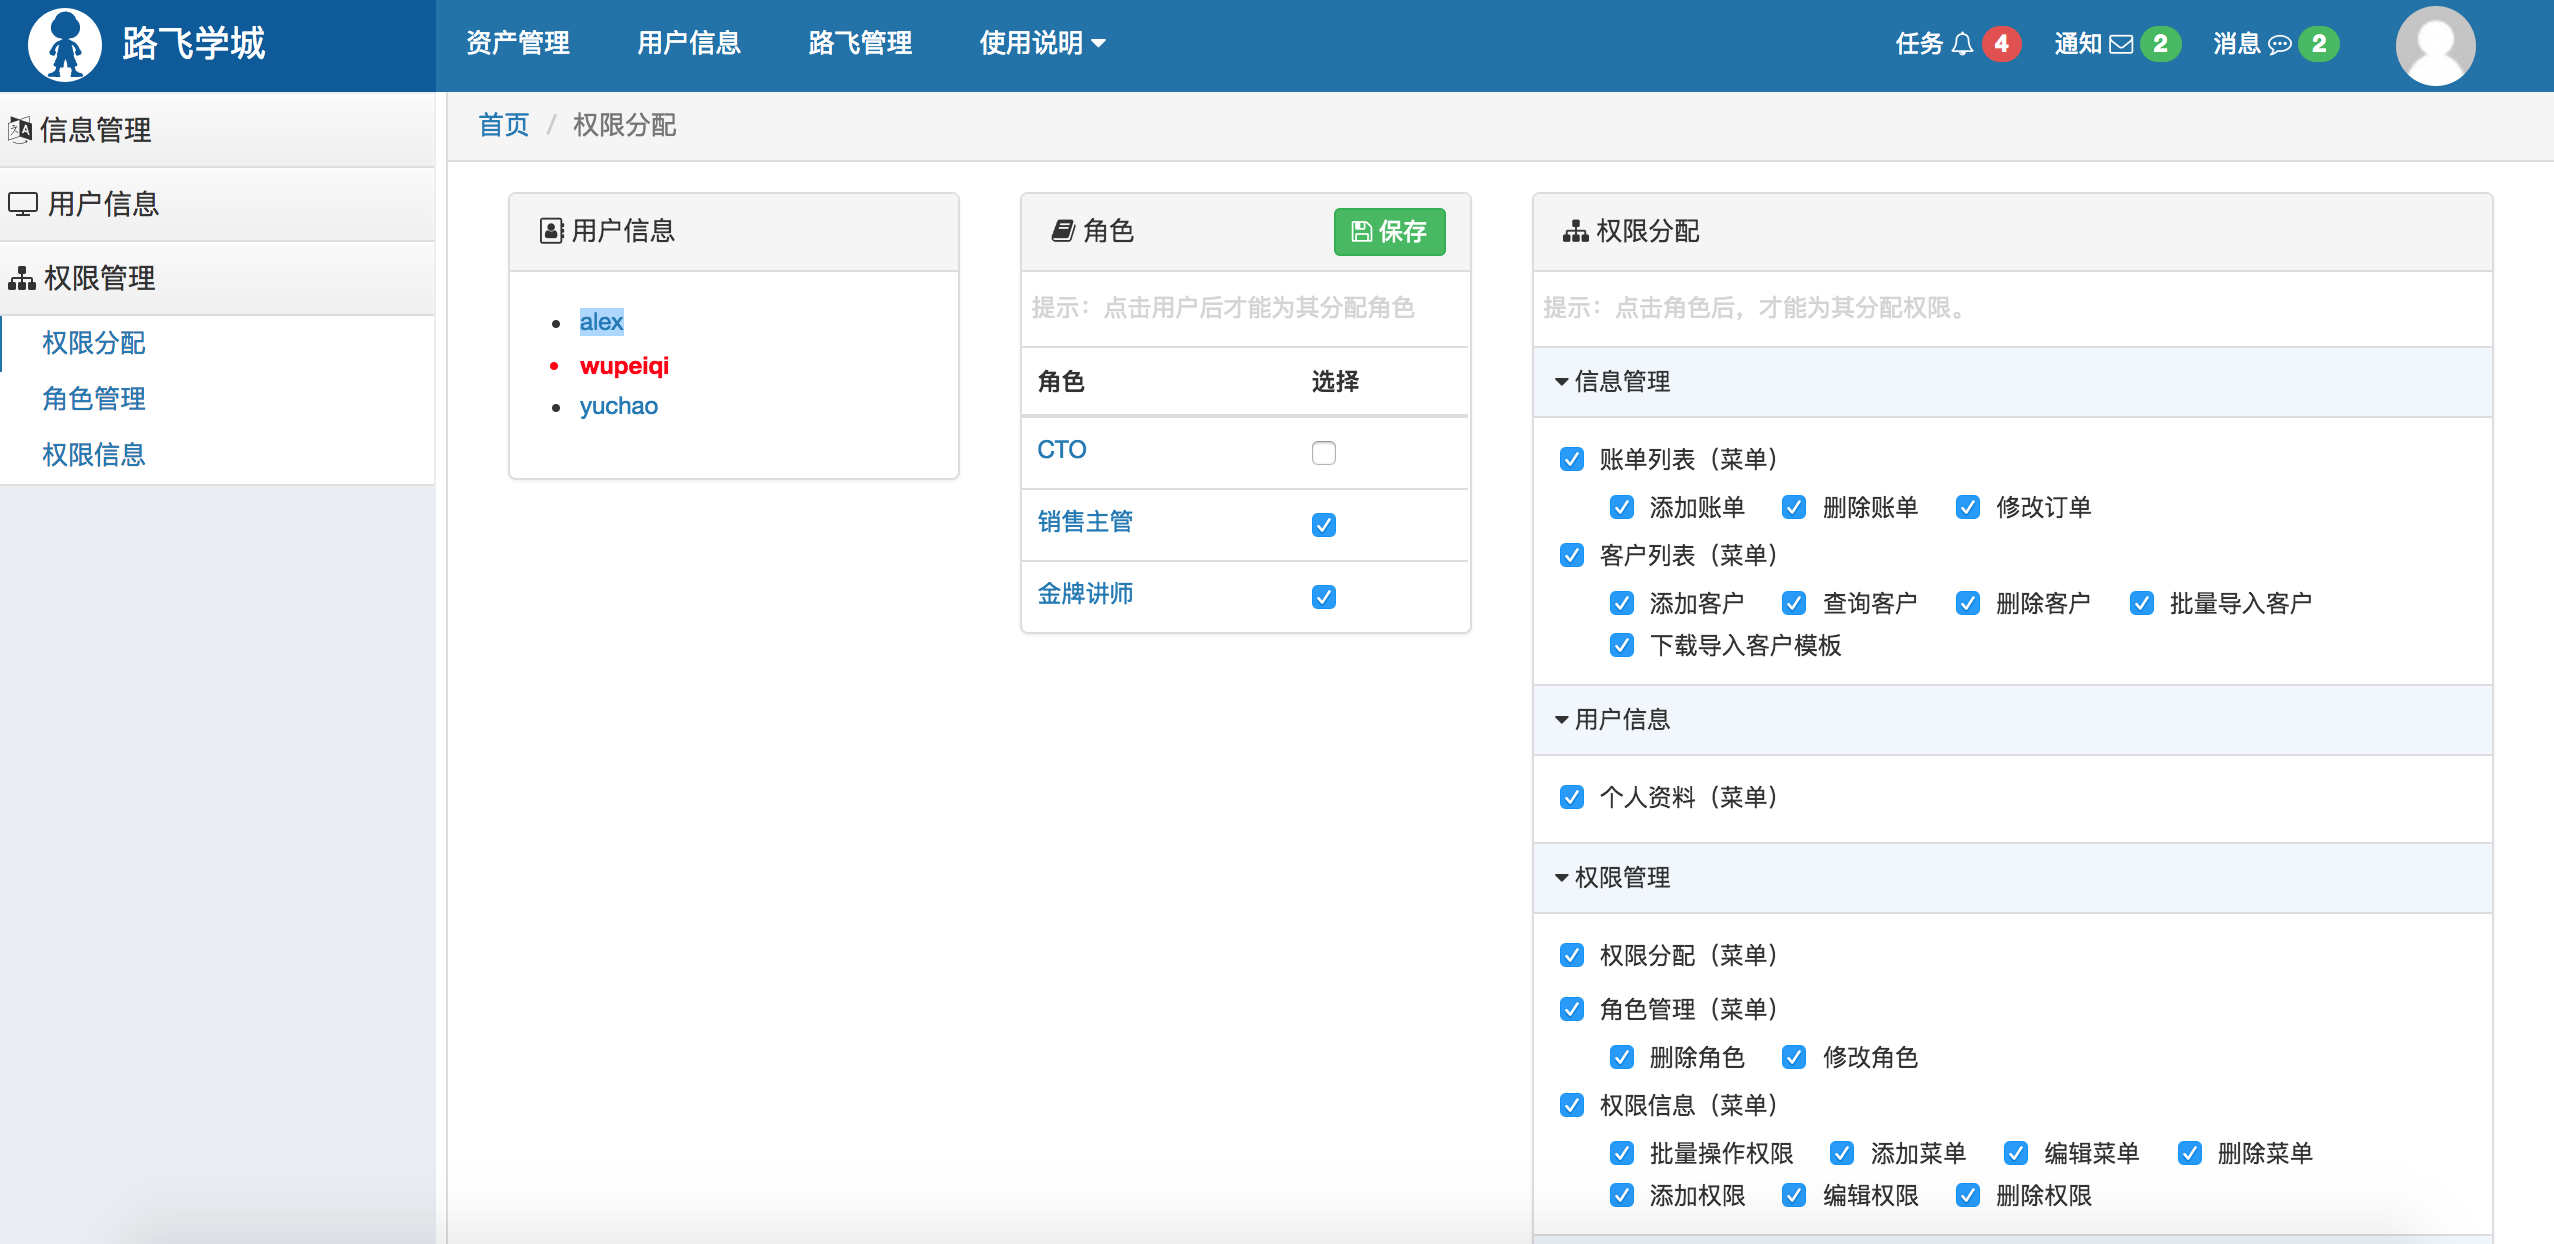 路飞学城
资产管理 用户信息 路飞管理 使用说明
任务 4 通知 2 消息 2
信息管理
用户信息
权限管理
权限分配
角色管理
权限信息
首页 / 权限分配
用户信息
alex
wupeiqi
yuchao
角色 保存
提示：点击用户后才能为其分配角色
角色 选择
CTO
销售主管
金牌讲师
权限分配
提示：点击角色后，才能为其分配权限。
信息管理
账单列表（菜单）
添加账单 删除账单 修改订单
客户列表（菜单）
添加客户 查询客户 删除客户 批量导入客户
下载导入客户模板
用户信息
个人资料（菜单）
权限管理
权限分配（菜单）
角色管理（菜单）
删除角色 修改角色
权限信息（菜单）
批量操作权限 添加菜单 编辑菜单 删除菜单
添加权限 编辑权限 删除权限